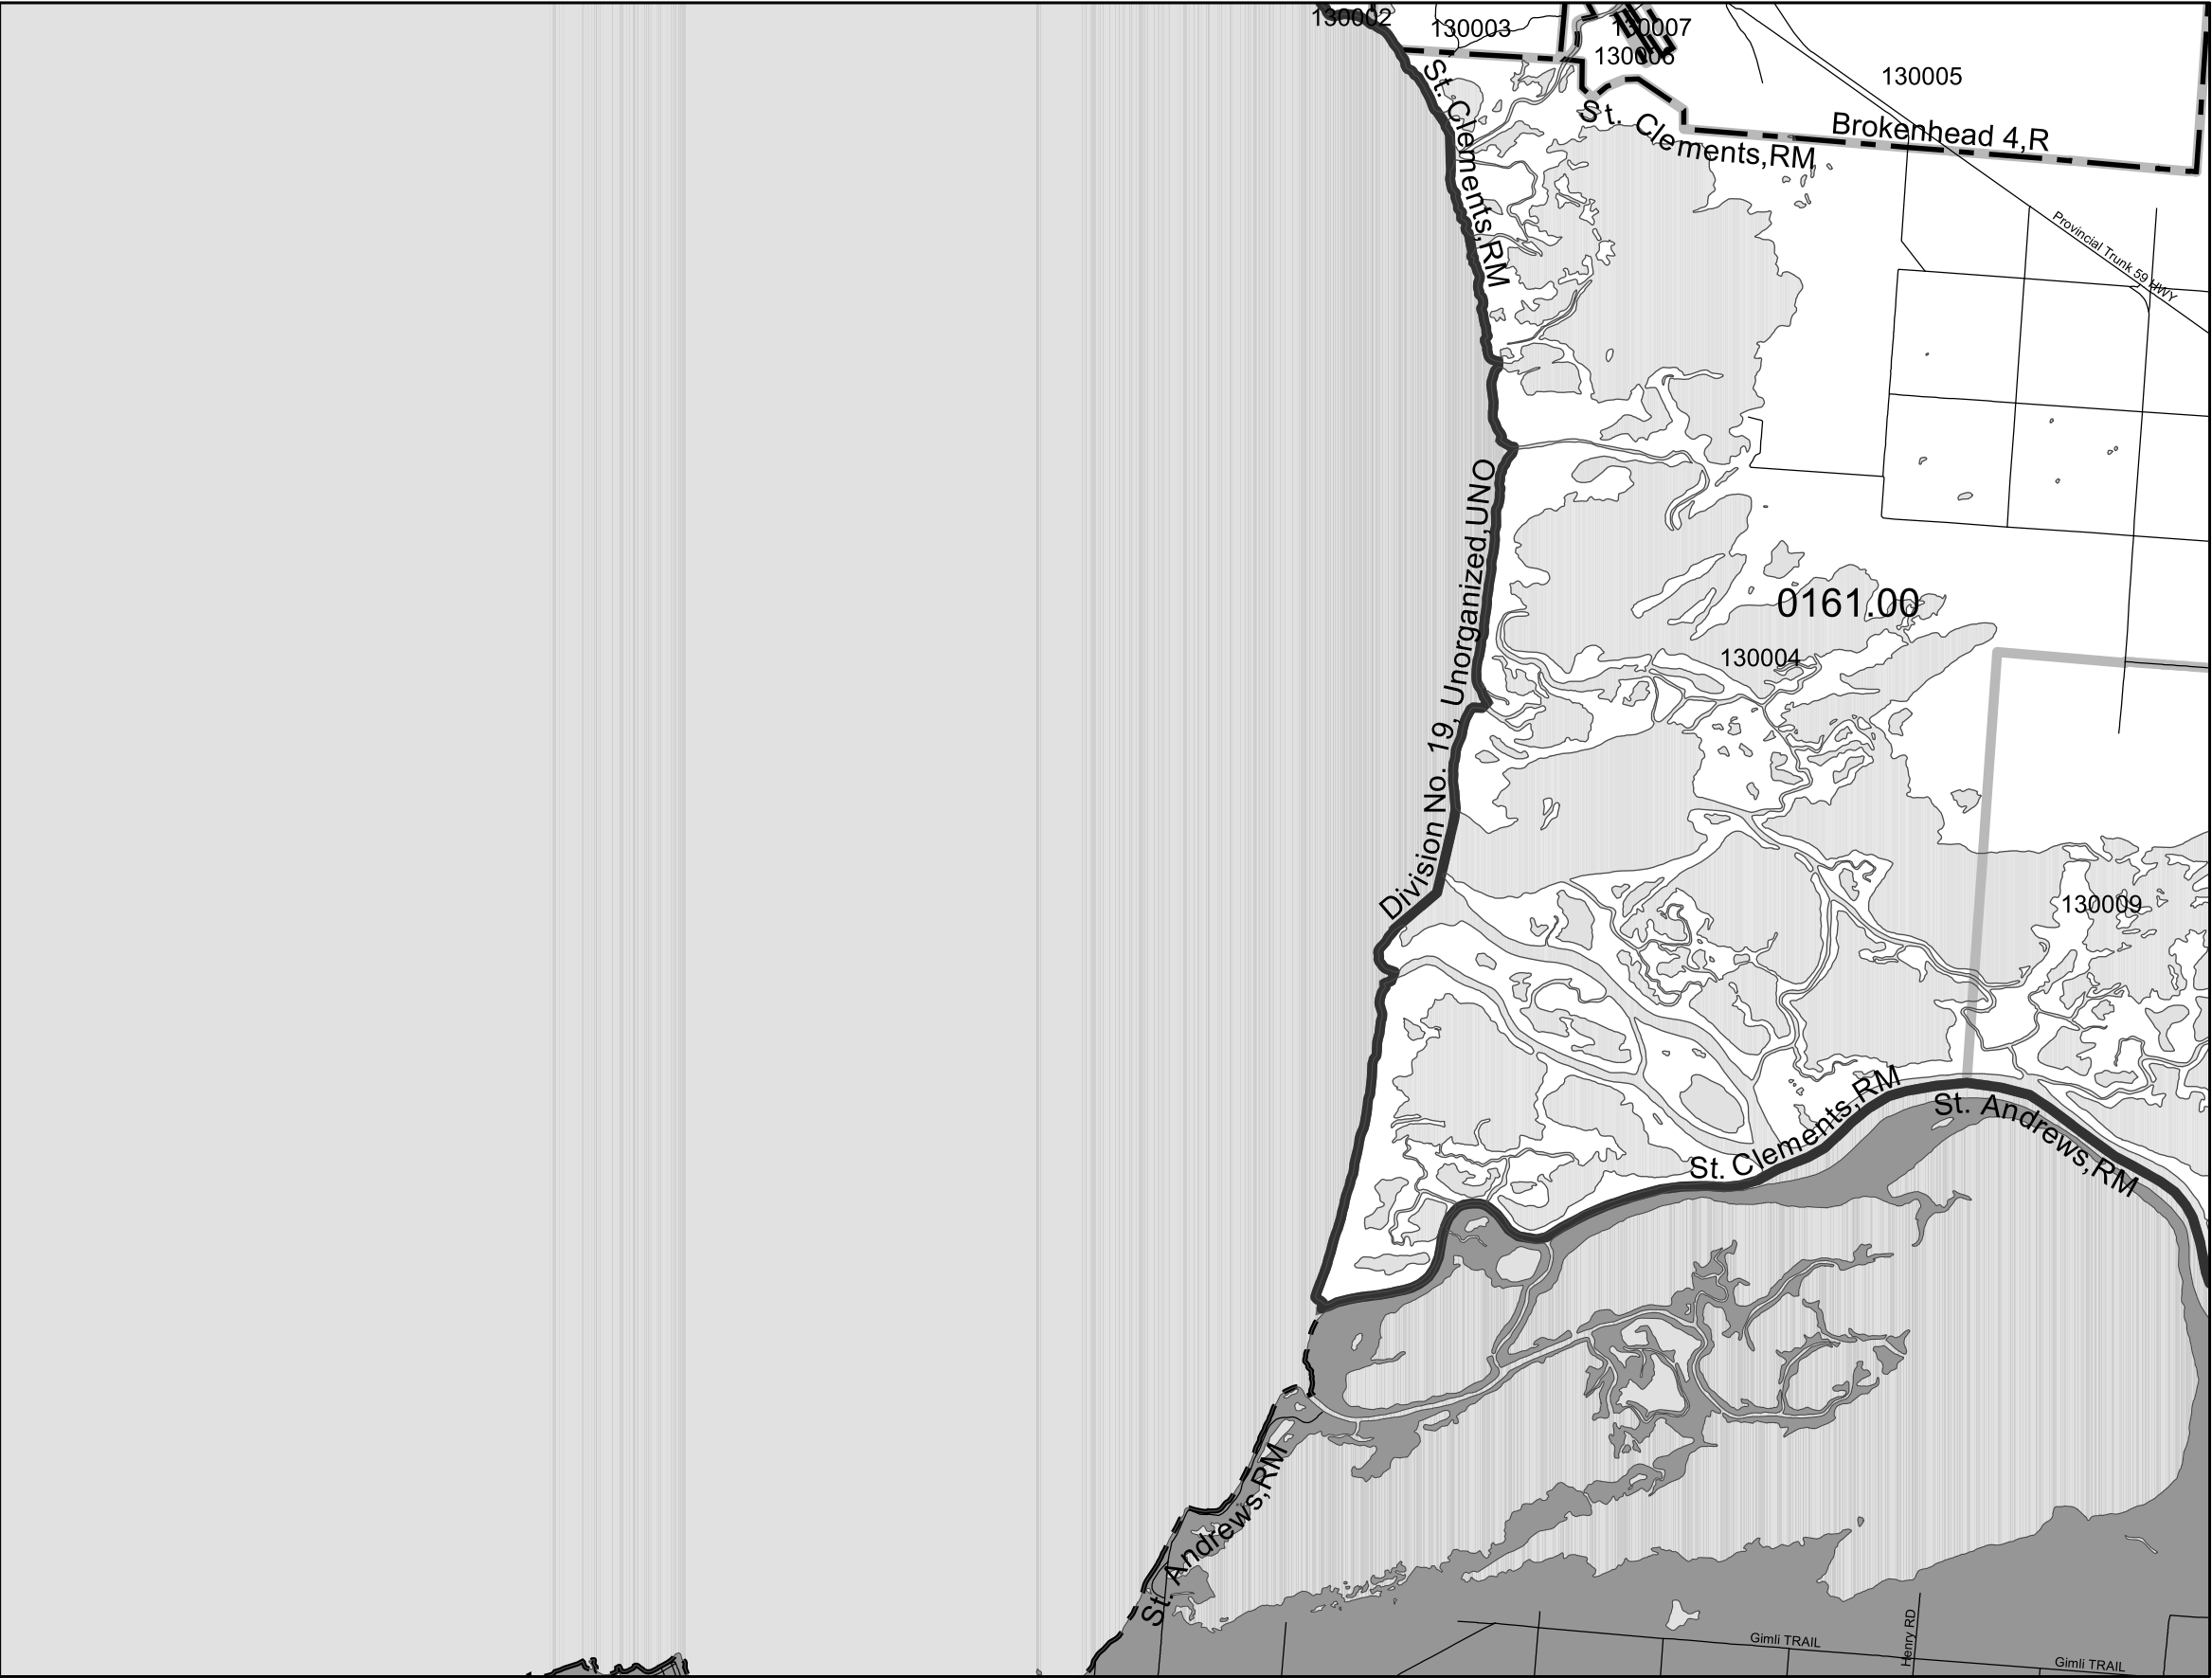 130002
130003
130007
130006
130005
St. Clements,RM
St. Clements,RM
Brokenhead 4,R
Provincial Trunk 59 HWY
Division No. 19, Unorganized,UNO
0161.00
130004
130009
St. Clements,RM
St. Andrews,RM
St. Andrews,RM
Gimli TRAIL
Henry RD
Gimli TRAIL